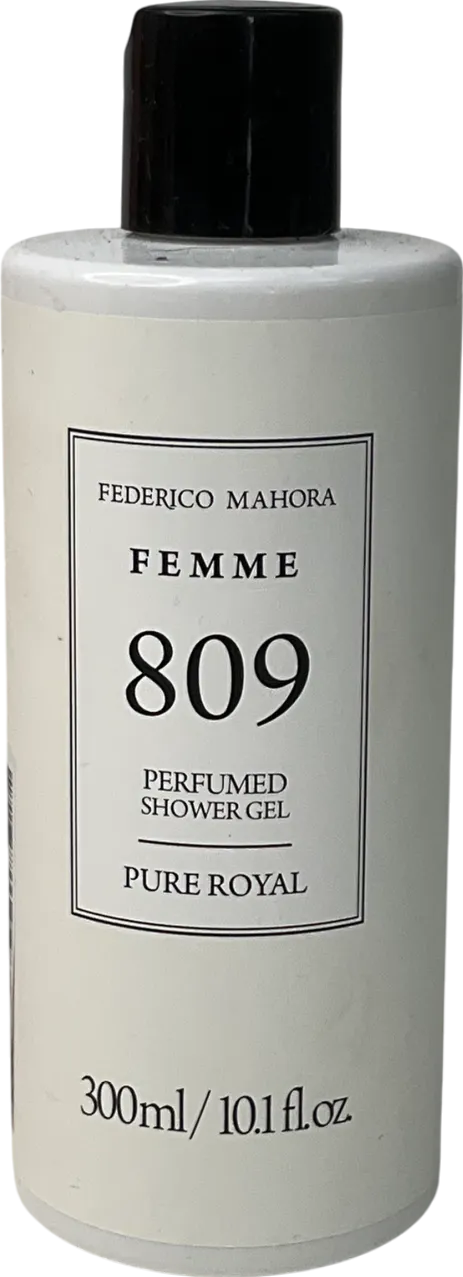 FEDERICO MAHORA
FEMME
809
PERFUMED
SHOWER GEL
PURE ROYAL
300ml/ 10.1 fl.oz.